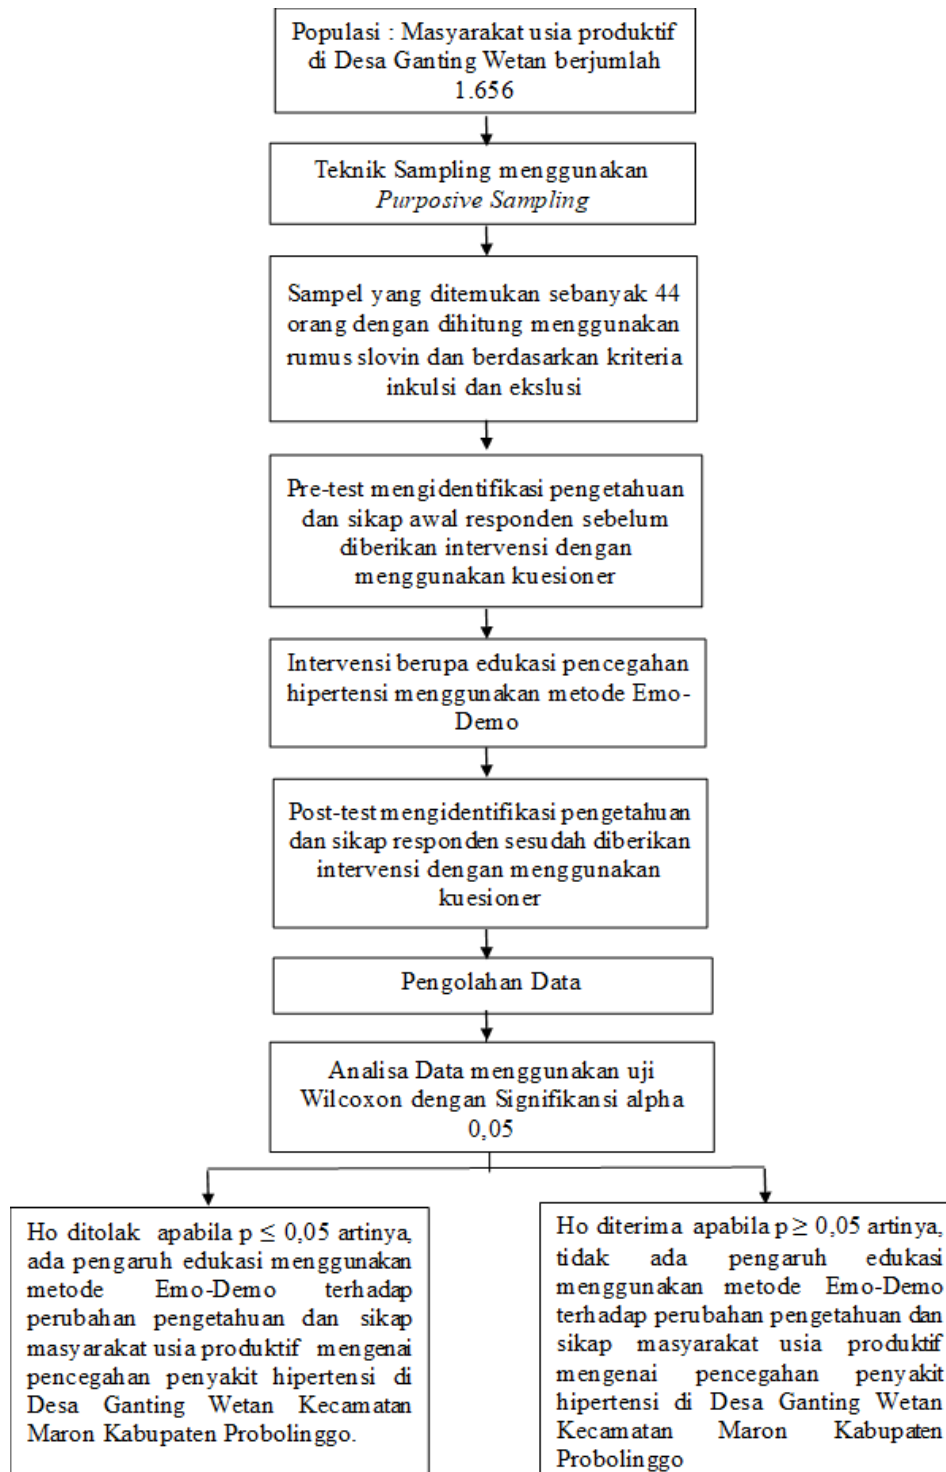 Populasi : Masyarakat usia produktif
di Desa Ganting Wetan berjumlah
1.656
Teknik Sampling menggunakan
Purposive Sampling
Sampel yang ditemukan sebanyak 44
orang dengan dihitung menggunakan
rumus slovin dan berdasarkan kriteria
inkulsi dan ekslusi
Pre-test mengidentifikasi pengetahuan
dan sikap awal responden sebelum
diberikan intervensi dengan
menggunakan kuesioner
Intervensi berupa edukasi pencegahan
hipertensi menggunakan metode Emo-
Demo
Post-test mengidentifikasi pengetahuan
dan sikap responden sesudah diberikan
intervensi dengan menggunakan
kuesioner
Pengolahan Data
Analisa Data menggunakan uji
Wilcoxon dengan Signifikansi alpha
0,05
Ho ditolak apabila p ≤ 0,05 artinya,
ada pengaruh edukasi menggunakan
metode Emo-Demo terhadap
perubahan pengetahuan dan sikap
masyarakat usia produktif mengenai
pencegahan penyakit hipertensi di
Desa Ganting Wetan Kecamatan
Maron Kabupaten Probolinggo.
Ho diterima apabila p ≥ 0,05 artinya,
tidak ada pengaruh edukasi
menggunakan metode Emo-Demo
terhadap perubahan pengetahuan dan
sikap masyarakat usia produktif
mengenai pencegahan penyakit
hipertensi di Desa Ganting Wetan
Kecamatan Maron Kabupaten
Probolinggo